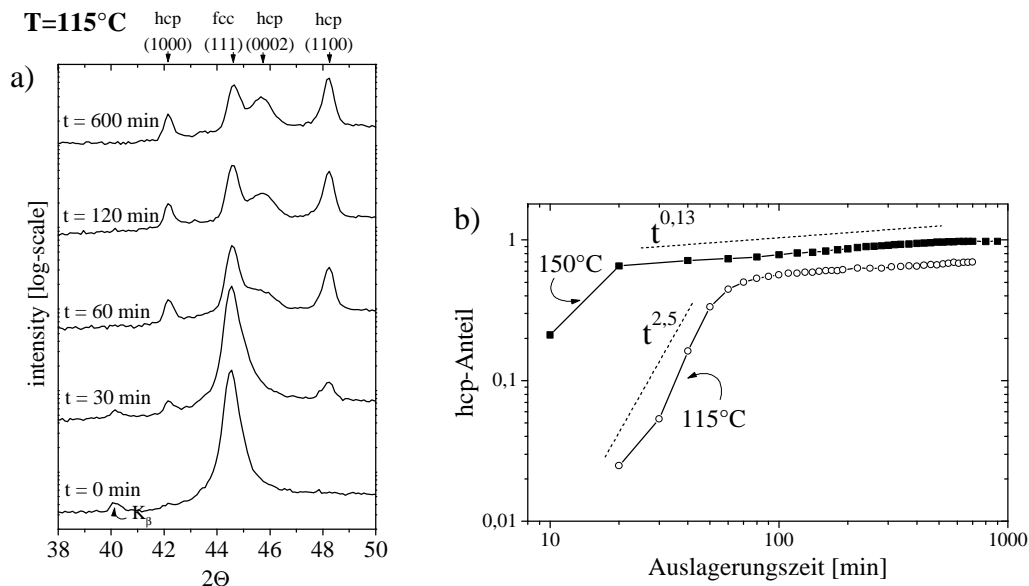 T=115°C
hcp fcc hcp hcp
(1000) (111) (0002) (1100)
a)
t = 600 min
t = 120 min
t = 60 min
t = 30 min
t = 0 min
K β
intensity [log-scale]
38 40 42 44 46 48 50
2Θ
b)
t 0,13
150°C
t 2,5
115°C
1
0,1
0,01
hcp-Anteil
10 100 1000
Auslagerungszeit [min]